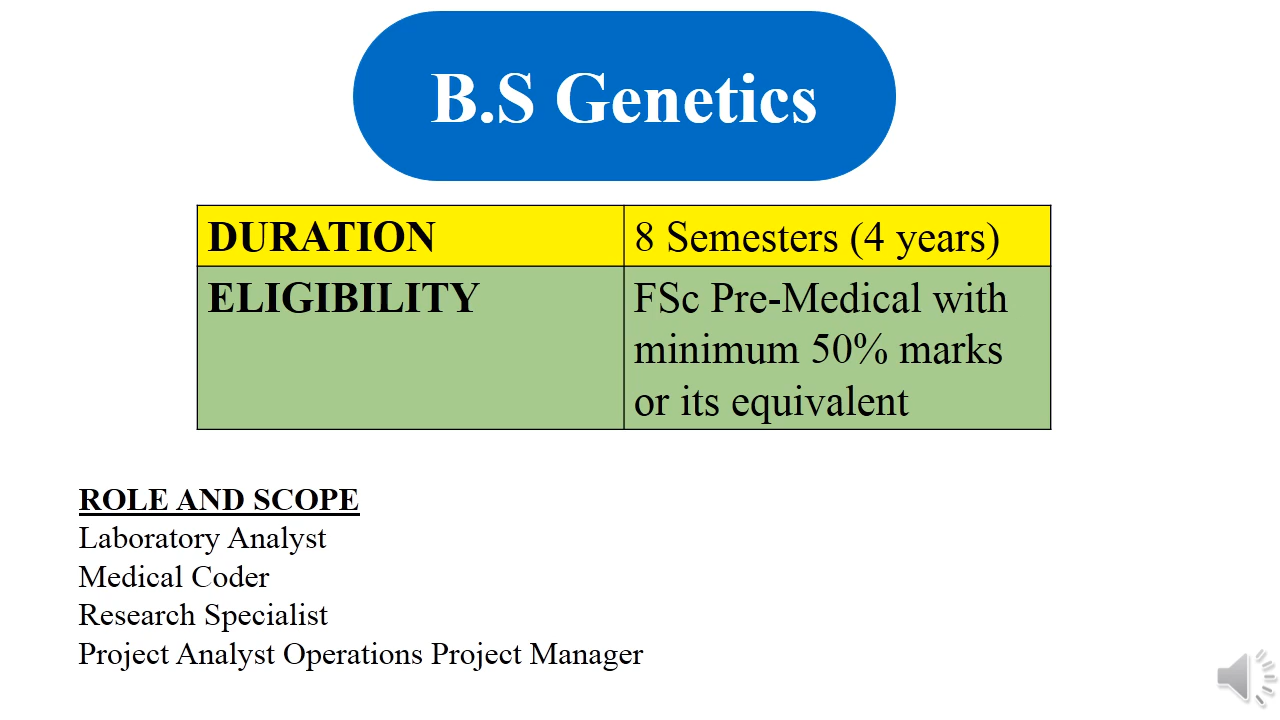 B.S Genetics
DURATION
8 Semesters (4 years)
ELIGIBILITY
FSc Pre-Medical with
minimum 50% marks
or its equivalent
ROLE AND SCOPE
Laboratory Analyst
Medical Coder
Research Specialist
Project Analyst Operations Project Manager